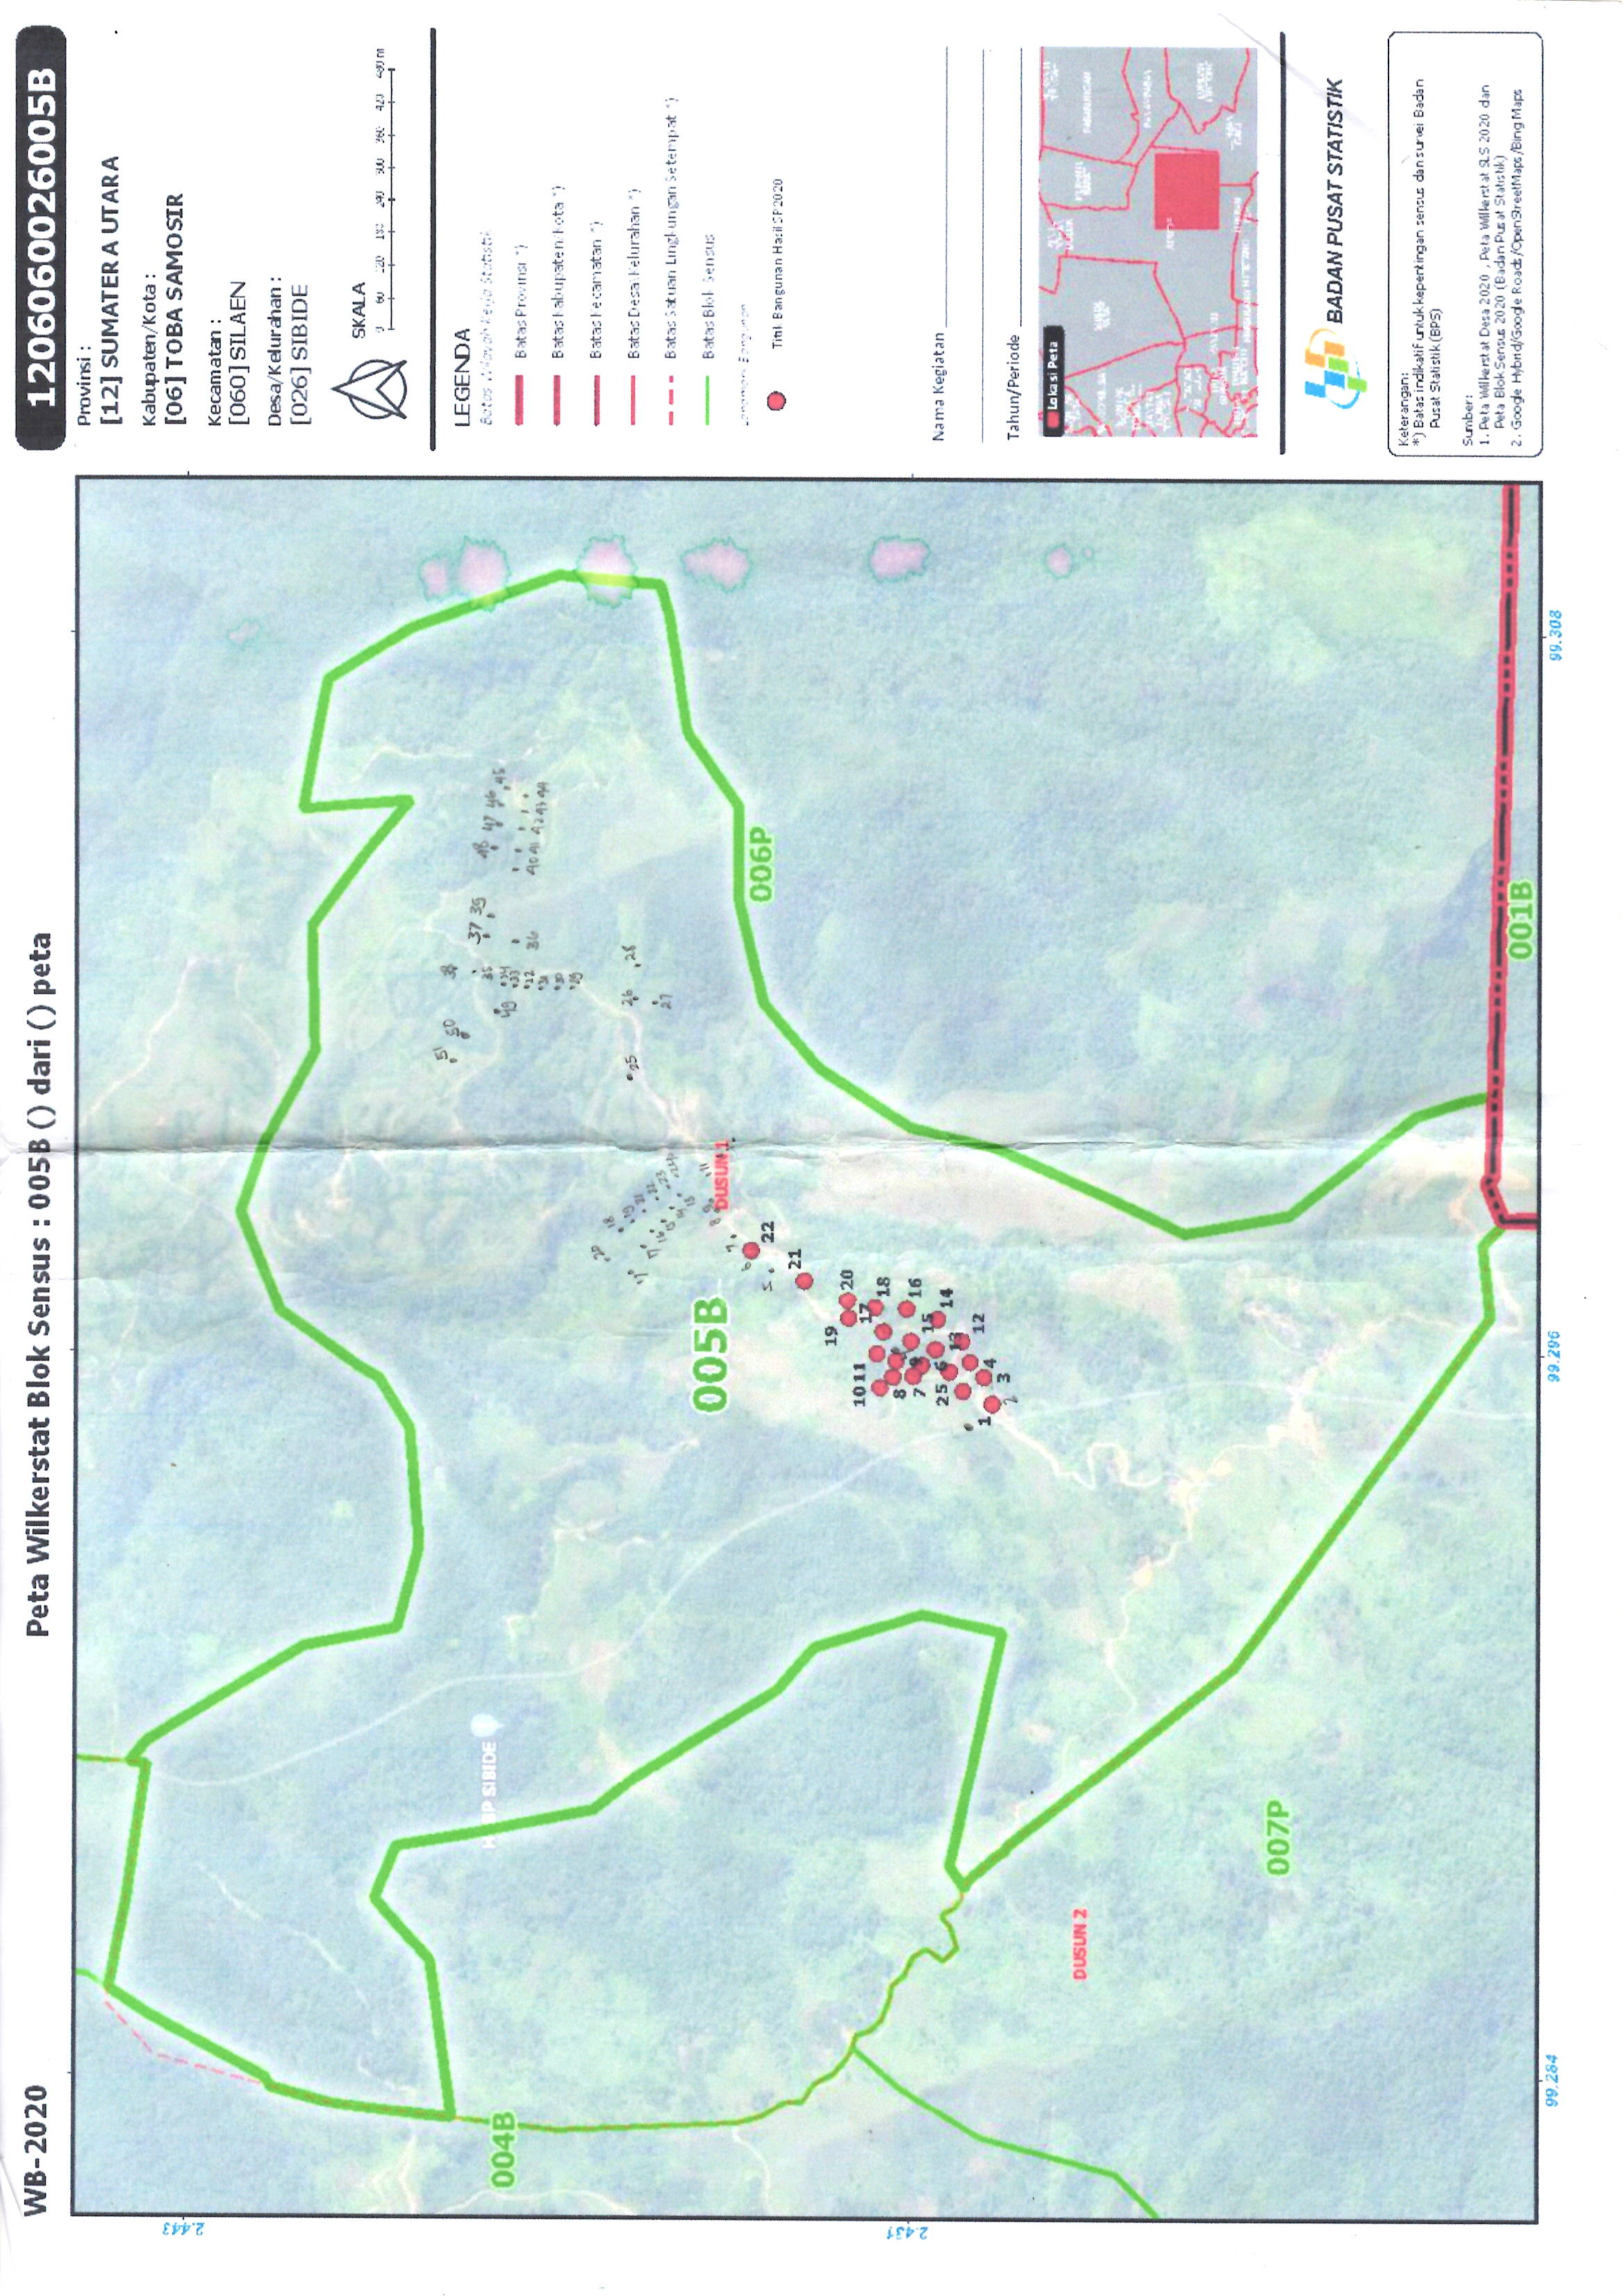 WB-2020
Peta Wilkerstat Blok Sensus : 005B () dari () peta
1206060026005B
Provinsi :
[12] SUMATERA UTARA
Kabupaten/Kota :
[06] TOBA SAMOSIR
Kecamatan :
[060] SILAEN
Desa/Kelurahan :
[026] SIBIDE
SKALA
0 60 120 180 240 300 360 420 480 m
LEGENDA
Batas Wilayah Kerja Statistik
Batas Provinsi *)
Batas Kabupaten/Kota *)
Batas Kecamatan *)
Batas Desa/Kelurahan *)
Batas Satuan Lingkungan Setempat *)
Batas Blok Sensus
Titik Bangunan Hasil SP2020
Nama Kegiatan
Tahun/Periode
Lokasi Peta
BADAN PUSAT STATISTIK
Keterangan:
*) Batas indikatif untuk kepentingan sensus dan survei Badan
Pusat Statistik (BPS)
Sumber:
1. Peta Wilkerstat Desa 2020 , Peta Wilkerstat SLS 2020 dan
Peta Blok Sensus 2020 (Badan Pusat Statistik)
2. Google Hybrid/Google Roads/OpenStreetMaps/Bing Maps
2.443
2.431
99.284
99.296
99.308
004B
SIBIDE
51
50
38
37 39
35
48 47 46 45
49
34
33
32
36
40 41 42 43 44
31
30
20
18
19
25
26
28
27
005B
DUSUN 1
006P
22
21
19
20
10 11
17
18
8
7
9
16
15
25
6
14
13
12
1
2
3
4
DUSUN 2
007P
001B